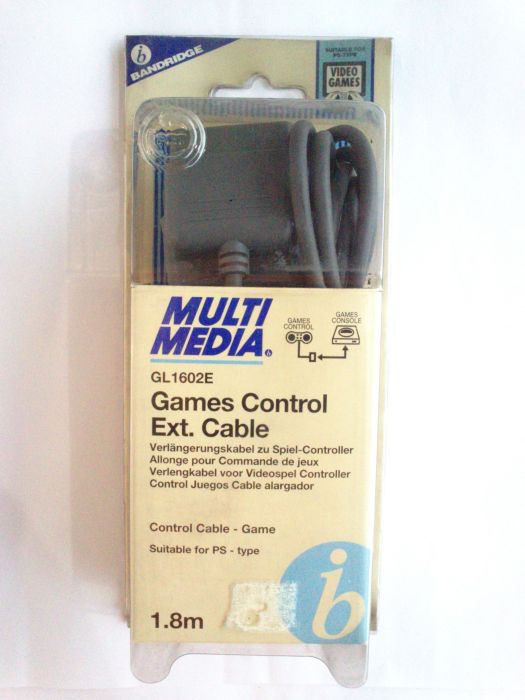 b
BANDRIDGE
SUITABLE FOR
PS-TYPE
VIDEO
GAMES
MULTI
MEDIA
b
GAMES
CONTROL
GAMES
CONSOLE
GL1602E
Games Control
Ext. Cable
Verlängerungskabel zu Spiel-Controller
Allonge pour Commande de jeux
Verlengkabel voor Videospel Controller
Control Juegos Cable alargador
Control Cable - Game
Suitable for PS - type
1.8m
b